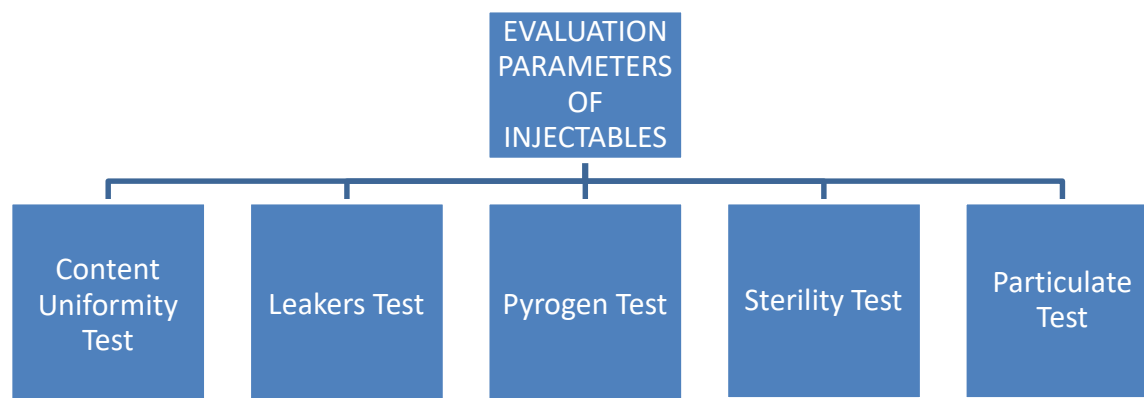 EVALUATION
PARAMETERS
OF
INJECTABLES
Content
Uniformity
Test
Leakers Test
Pyrogen Test
Sterility Test
Particulate
Test